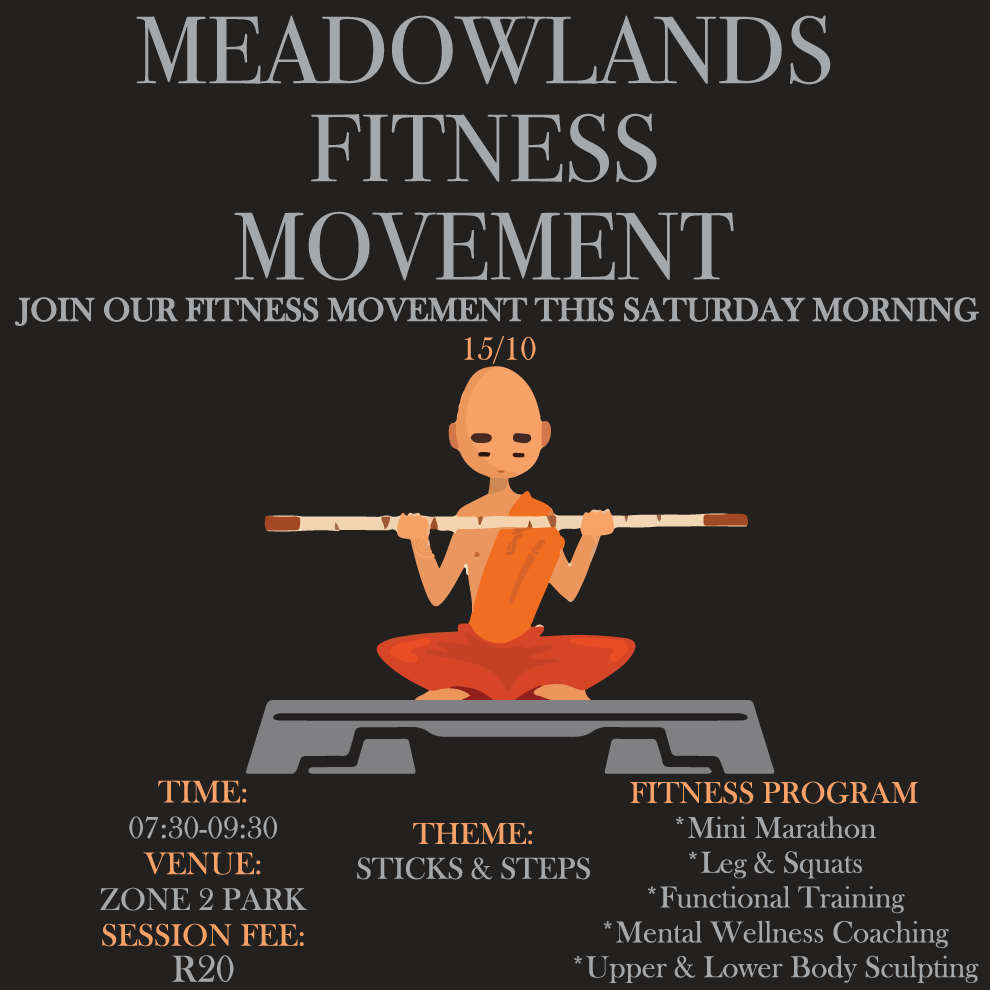 MEADOWLANDS
FITNESS
MOVEMENT
JOIN OUR FITNESS MOVEMENT THIS SATURDAY MORNING
15/10
TIME:
07:30-09:30
VENUE:
ZONE 2 PARK
SESSION FEE:
R20
THEME:
STICKS & STEPS
FITNESS PROGRAM
*Mini Marathon
*Leg & Squats
*Functional Training
*Mental Wellness Coaching
*Upper & Lower Body Sculpting